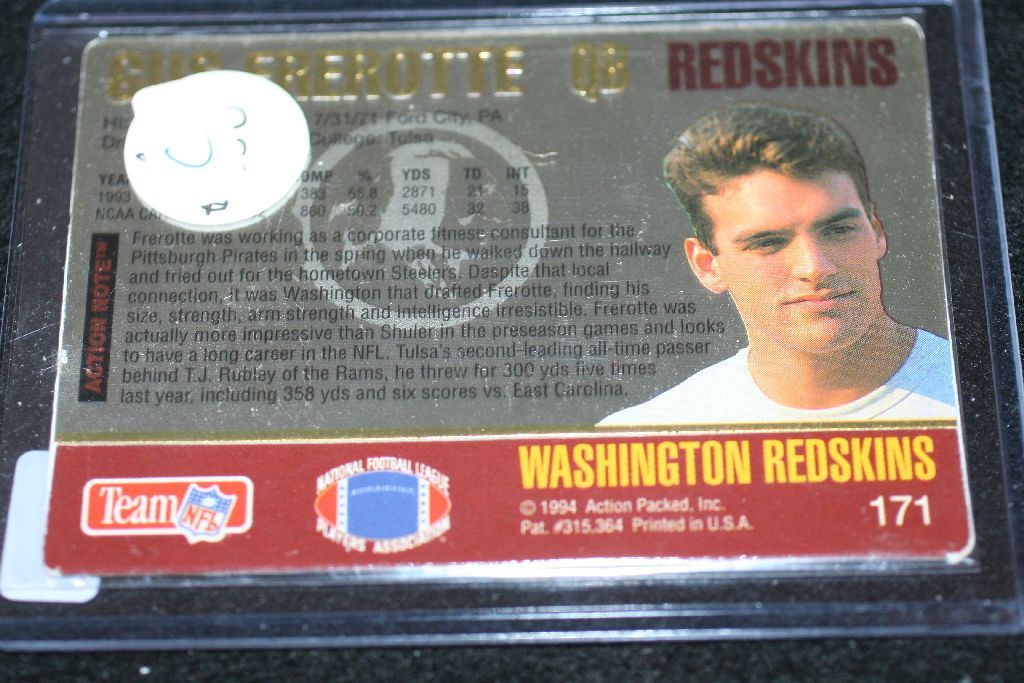 GUS FREROTTE QB REDSKINS
7/31/71 Ford City, PA
College: Tulsa
% YDS TD INT
1993 383 55.8 2871 21 15
NCAA 860 50.2 5480 32 38
ACTION NOTE™
Frerotte was working as a corporate fitness consultant for the
Pittsburgh Pirates in the spring when he walked down the hallway
and tried out for the hometown Steelers. Despite that local
connection, it was Washington that drafted Frerotte, finding his
size, strength, arm strength and intelligence irresistible. Frerotte was
actually more impressive than Shuler in the preseason games and looks
to have a long career in the NFL. Tulsa's second-leading all-time passer
behind T.J. Rubley of the Rams, he threw for 300 yds five times
last year, including 358 yds and six scores vs. East Carolina.
Team NFL
NATIONAL FOOTBALL LEAGUE
PLAYERS ASSOCIATION
WASHINGTON REDSKINS
© 1994 Action Packed, Inc.
Pat. #315,364 Printed in U.S.A.
171